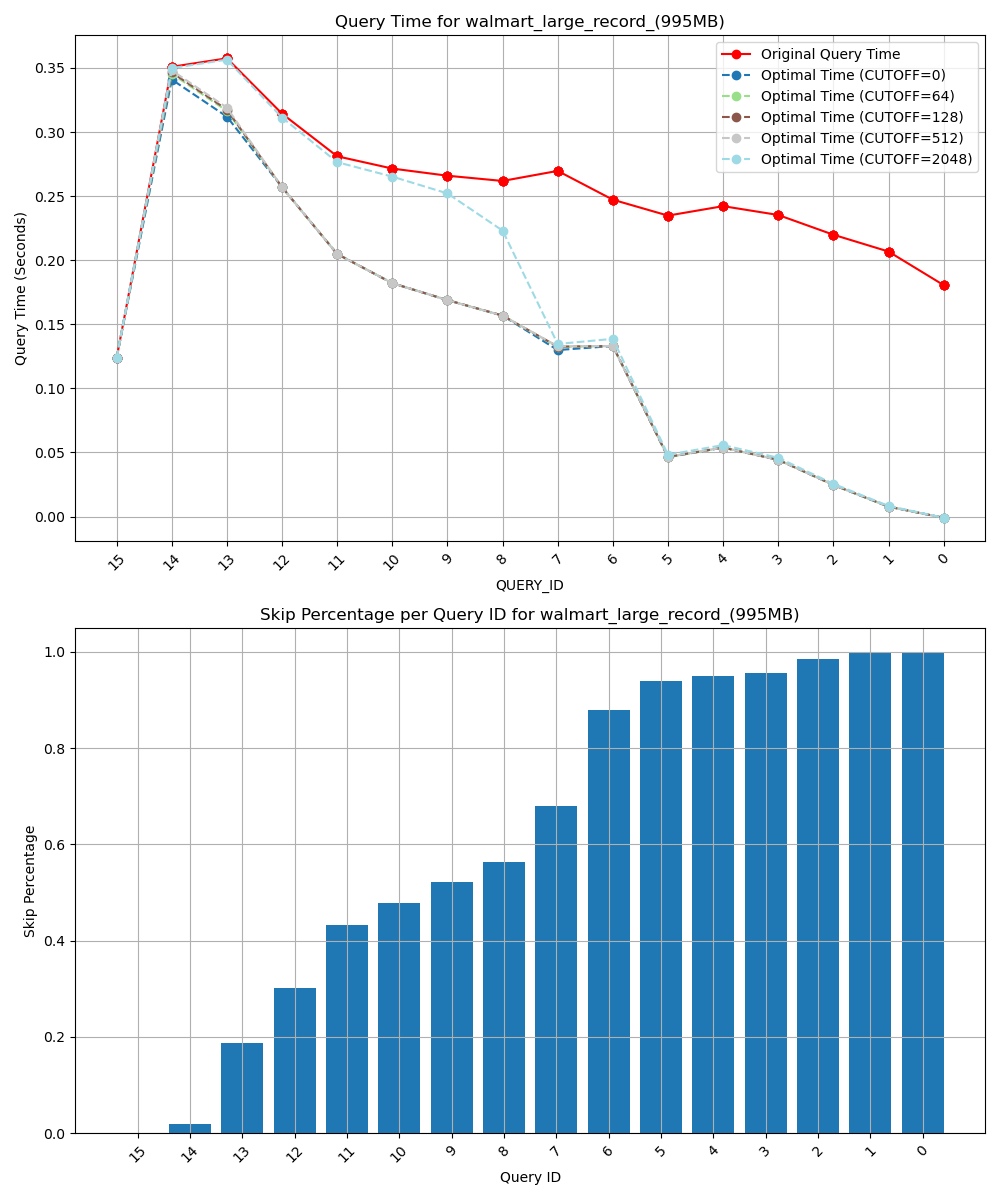 Query Time for walmart_large_record_(995MB)
Original Query Time
Optimal Time (CUTOFF=0)
Optimal Time (CUTOFF=64)
Optimal Time (CUTOFF=128)
Optimal Time (CUTOFF=512)
Optimal Time (CUTOFF=2048)
Query Time (Seconds)
0.35
0.30
0.25
0.20
0.15
0.10
0.05
0.00
15 14 13 12 11 10 9 8 7 6 5 4 3 2 1 0
QUERY_ID
Skip Percentage per Query ID for walmart_large_record_(995MB)
Skip Percentage
1.0
0.8
0.6
0.4
0.2
0.0
15 14 13 12 11 10 9 8 7 6 5 4 3 2 1 0
Query ID